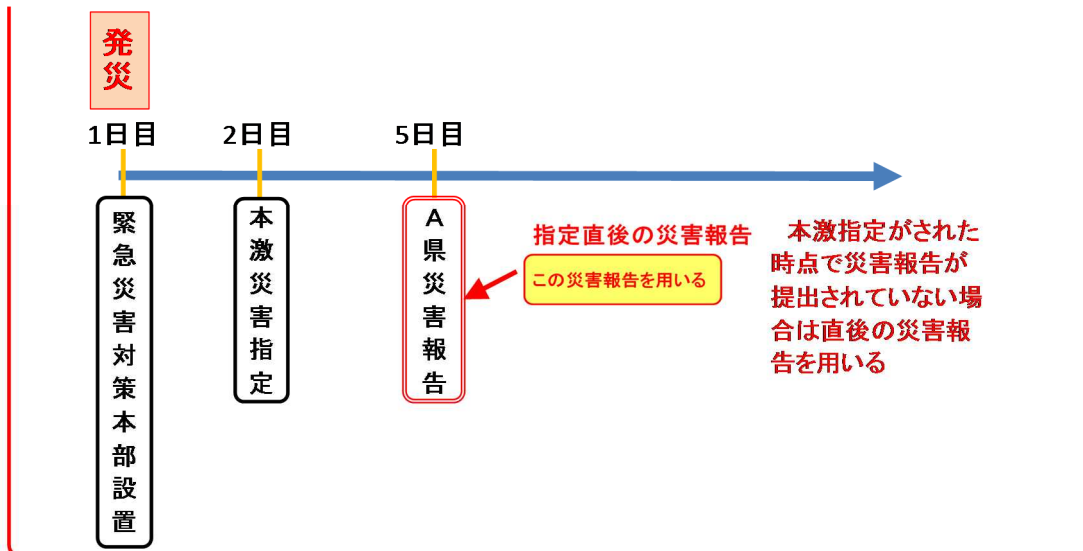 発災
1日目
2日目
5日目
緊急災害対策本部設置
本激災害指定
A県災害報告
指定直後の災害報告
この災害報告を用いる
本激指定がされた
時点で災害報告が
提出されていない場
合は直後の災害報
告を用いる